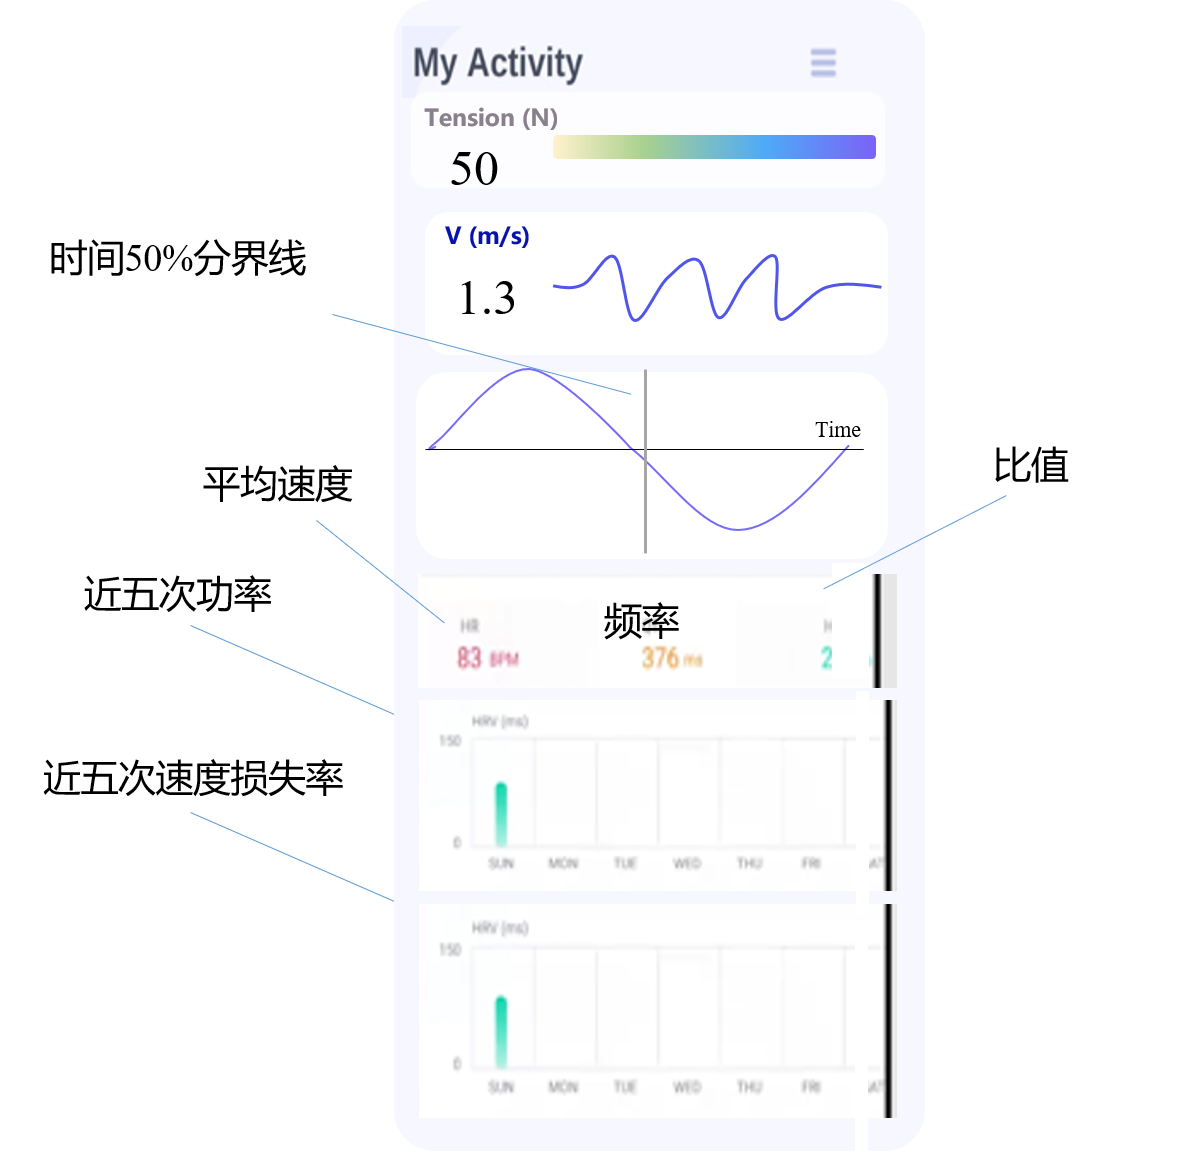 My Activity
Tension (N)
50
时间50%分界线
V (m/s)
1.3
Time
平均速度
比值
近五次功率
频率
HR
83 BPM
376 ms
2
近五次速度损失率
HRV (ms)
150
0
SUN MON TUE WED THU FRI
HRV (ms)
150
0
SUN MON TUE WED THU FRI